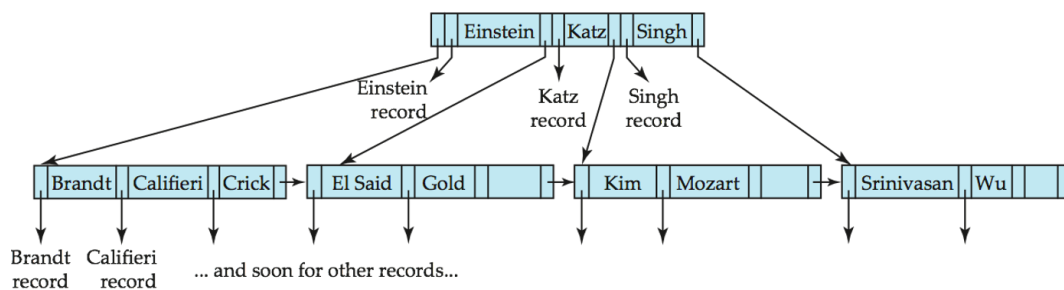 Einstein Katz Singh
Einstein record
Katz record
Singh record
Brandt Califieri Crick El Said Gold Kim Mozart Srinivasan Wu
Brandt record
Califieri record
... and soon for other records...